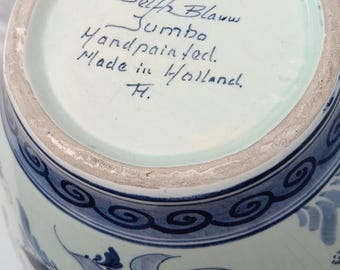 Delft Blauw
Jumbo
Handpainted.
Made in Holland.
H.